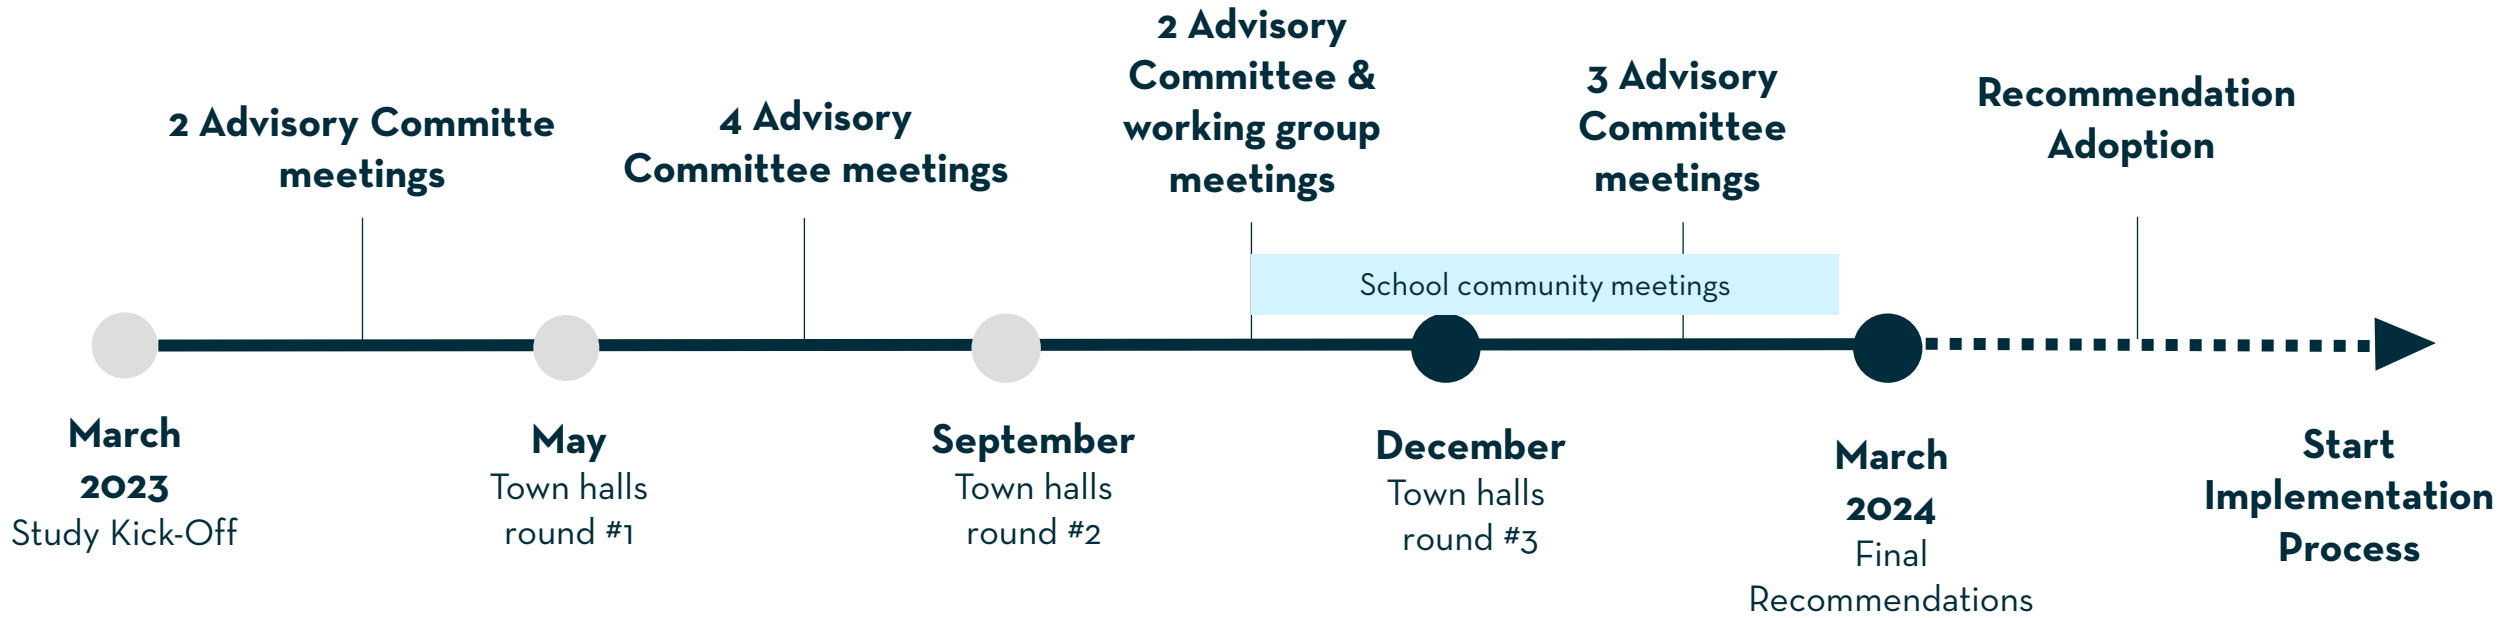 2 Advisory Committe
meetings
4 Advisory
Committee meetings
2 Advisory
Committee &
working group
meetings
3 Advisory
Committee
meetings
Recommendation
Adoption
School community meetings
March
2023
Study Kick-Off
May
Town halls
round #1
September
Town halls
round #2
December
Town halls
round #3
March
2024
Final
Recommendations
Start
Implementation
Process